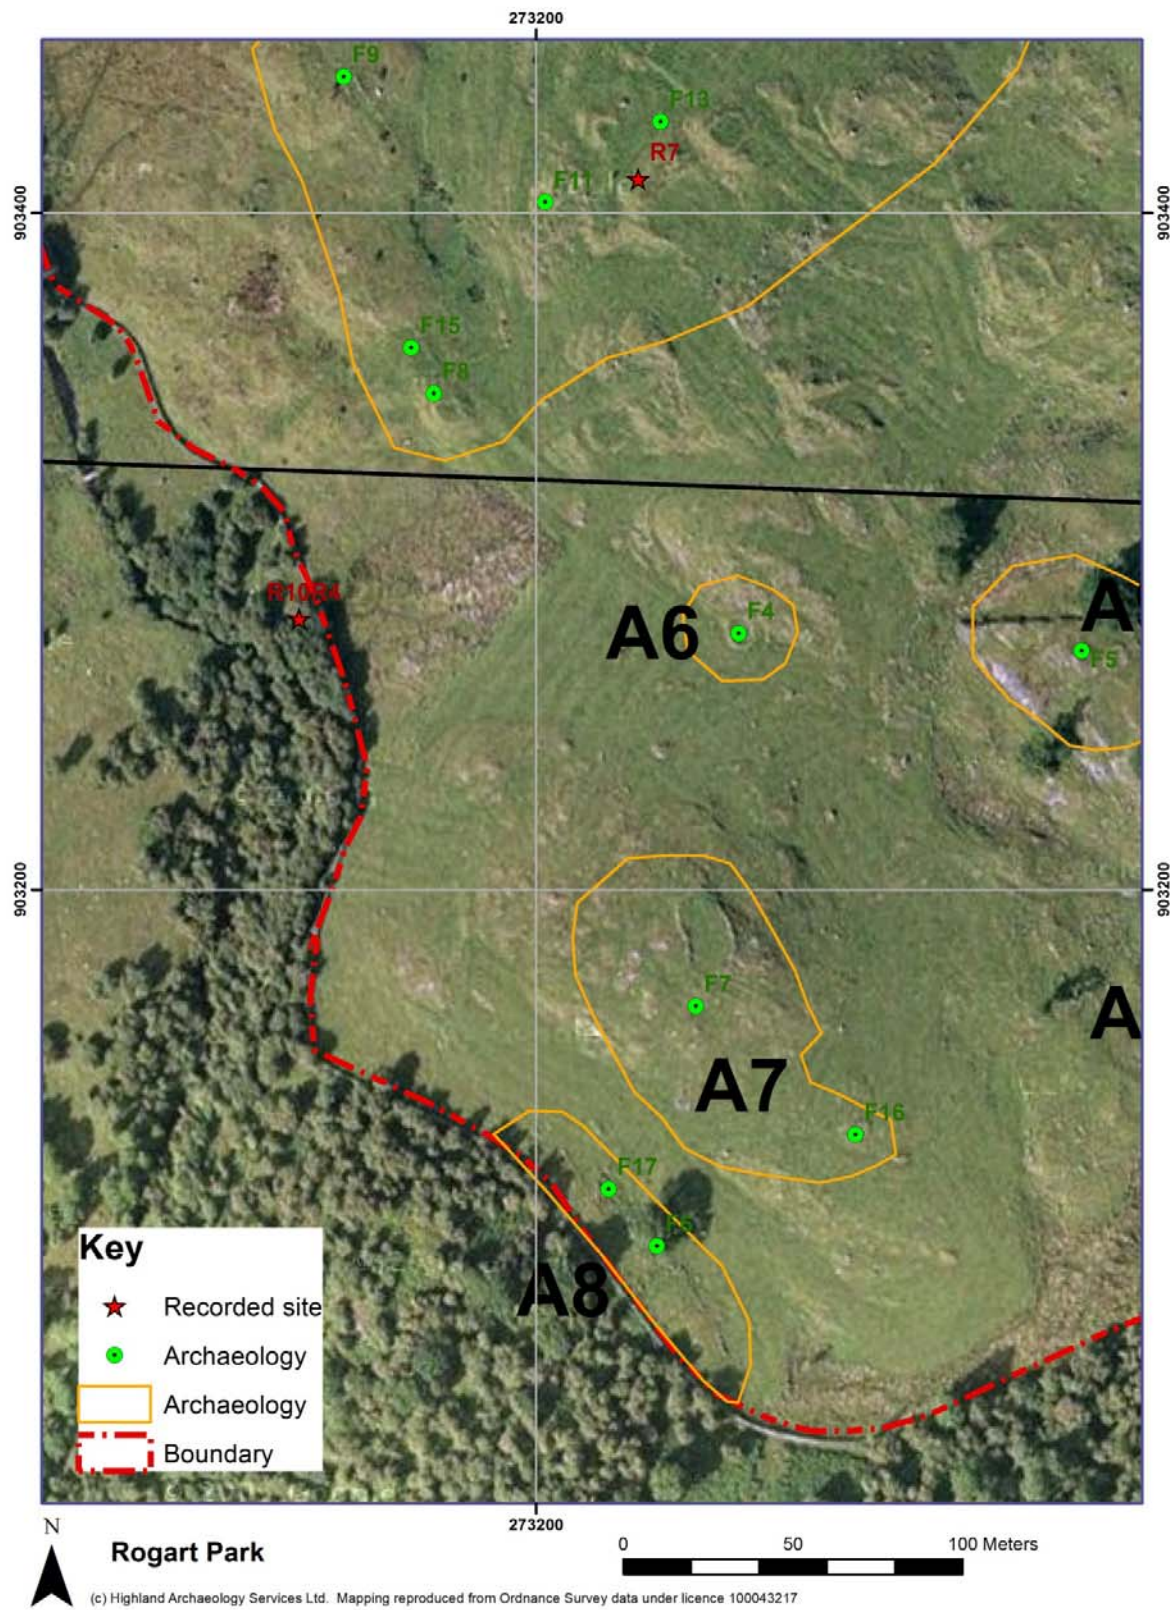 273200
F9
F13
R7
F11
903400
903400
F15
F8
R10R4
A6
F4
A
F5
903200
903200
F7
A
A7
F16
F17
A8
Key
Recorded site
Archaeology
Archaeology
Boundary
273200
N
Rogart Park
0 50 100 Meters
(c) Highland Archaeology Services Ltd. Mapping reproduced from Ordnance Survey data under licence 100043217